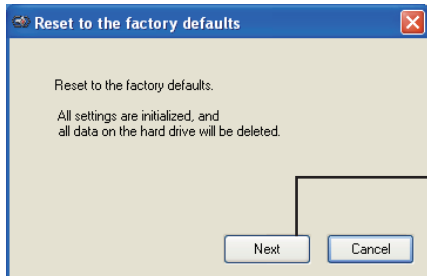 Reset to the factory defaults
Reset to the factory defaults.
All settings are initialized, and
all data on the hard drive will be deleted.
Next
Cancel